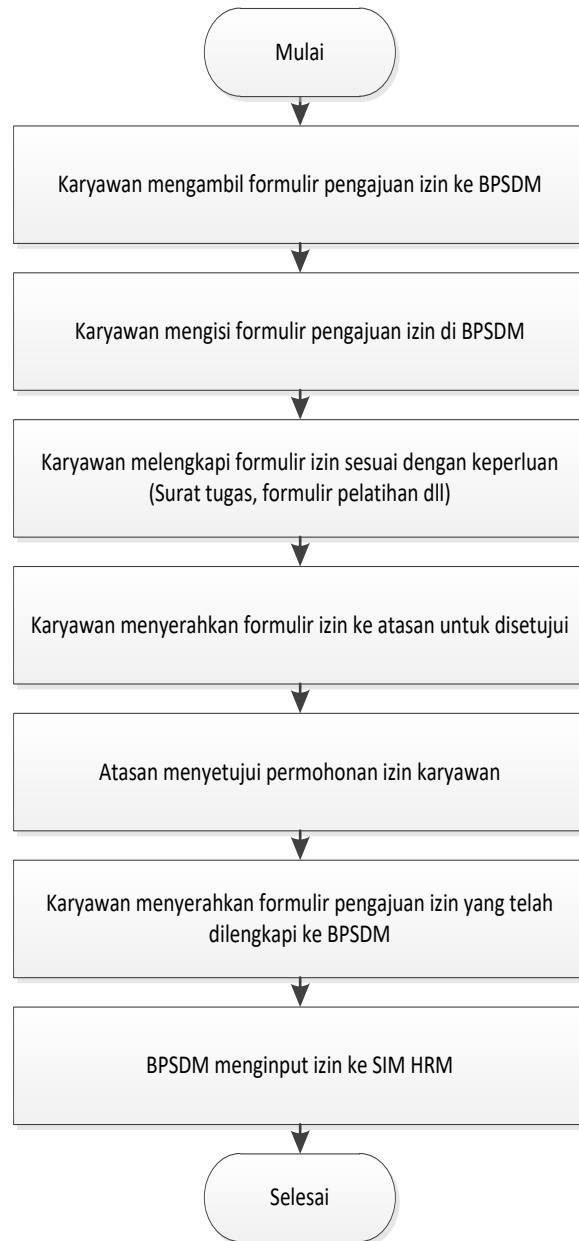 Mulai
Karyawan mengambil formulir pengajuan izin ke BPSDM
Karyawan mengisi formulir pengajuan izin di BPSDM
Karyawan melengkapi formulir izin sesuai dengan keperluan
(Surat tugas, formulir pelatihan dll)
Karyawan menyerahkan formulir izin ke atasan untuk disetujui
Atasan menyetujui permohonan izin karyawan
Karyawan menyerahkan formulir pengajuan izin yang telah
dilengkapi ke BPSDM
BPSDM menginput izin ke SIM HRM
Selesai